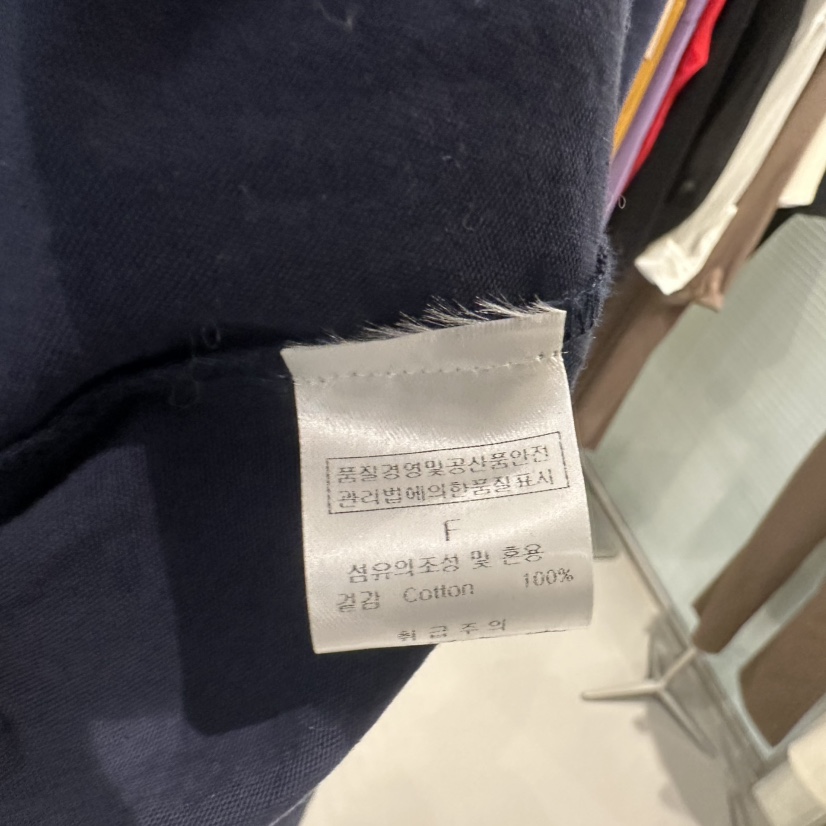 품질경영및공산품안전
관리법에의한품질표시
F
섬유의조성 및 혼용
겉감 Cotton 100%
취급주의